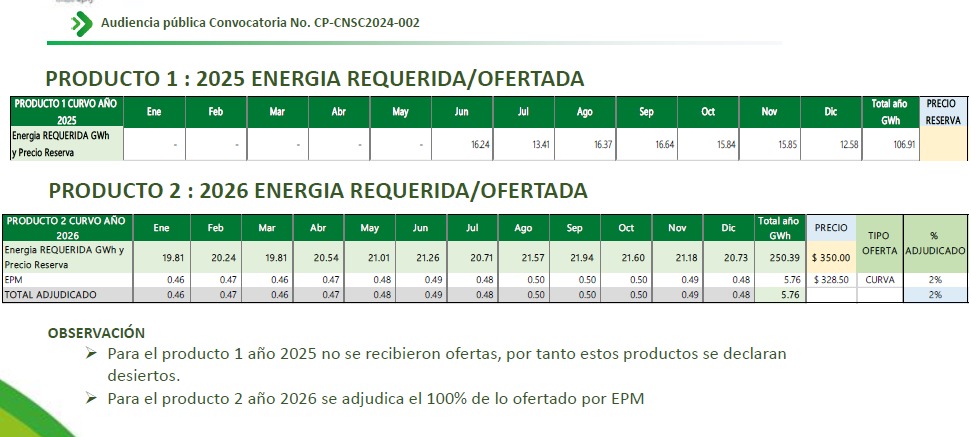 Audiencia pública Convocatoria No. CP-CNSC2024-002
PRODUCTO 1 : 2025 ENERGIA REQUERIDA/OFERTADA
PRODUCTO 1 CURVO AÑO 2025 Ene Feb Mar Abr May Jun Jul Ago Sep Oct Nov Dic Total año GWh PRECIO RESERVA
Energia REQUERIDA GWh y Precio Reserva - - - - - 16.24 13.41 16.37 16.64 15.84 15.85 12.58 106.91
PRODUCTO 2 : 2026 ENERGIA REQUERIDA/OFERTADA
PRODUCTO 2 CURVO AÑO 2026 Ene Feb Mar Abr May Jun Jul Ago Sep Oct Nov Dic Total año GWh PRECIO TIPO OFERTA % ADJUDICADO
Energia REQUERIDA GWh y Precio Reserva 19.81 20.24 19.81 20.54 21.01 21.26 20.71 21.57 21.94 21.60 21.18 20.73 250.39 $ 350.00
EPM 0.46 0.47 0.46 0.47 0.48 0.49 0.48 0.50 0.50 0.50 0.49 0.48 5.76 $ 328.50 CURVA 2%
TOTAL ADJUDICADO 0.46 0.47 0.46 0.47 0.48 0.49 0.48 0.50 0.50 0.50 0.49 0.48 5.76 2%
OBSERVACIÓN
Para el producto 1 año 2025 no se recibieron ofertas, por tanto estos productos se declaran
desiertos.
Para el producto 2 año 2026 se adjudica el 100% de lo ofertado por EPM